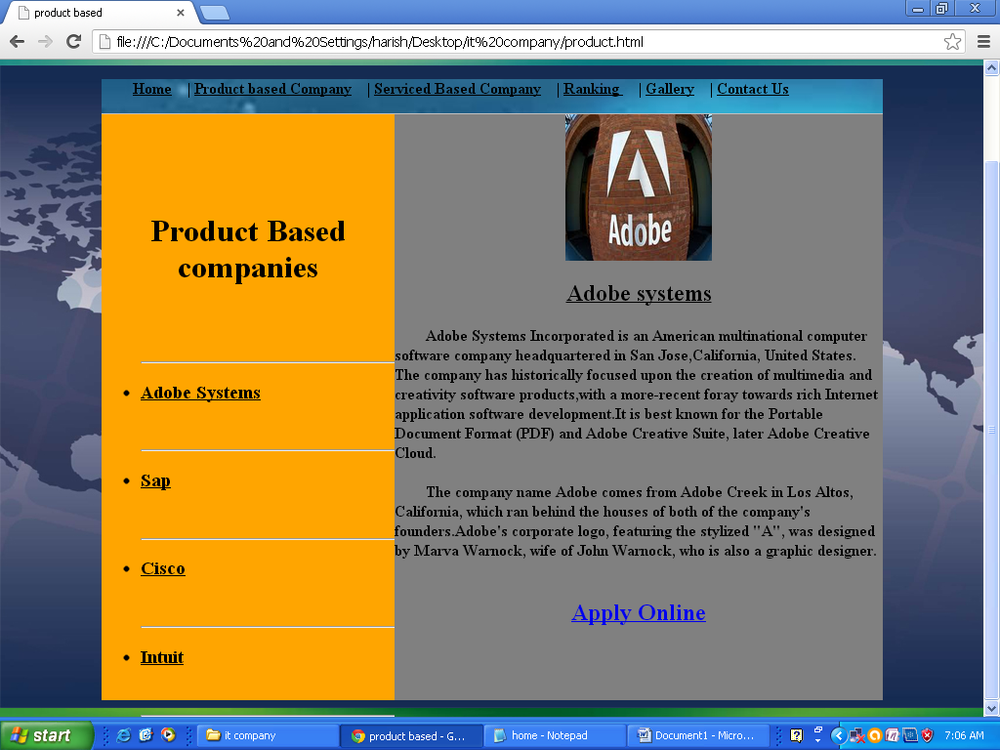 product based
file:///C:/Documents%20and%20Settings/harish/Desktop/it%20company/product.html
Home | Product based Company | Serviced Based Company | Ranking | Gallery | Contact Us
Product Based
companies
Adobe Systems
Sap
Cisco
Intuit
Adobe
Adobe systems
Adobe Systems Incorporated is an American multinational computer
software company headquartered in San Jose,California, United States.
The company has historically focused upon the creation of multimedia and
creativity software products,with a more-recent foray towards rich Internet
application software development.It is best known for the Portable
Document Format (PDF) and Adobe Creative Suite, later Adobe Creative
Cloud.
The company name Adobe comes from Adobe Creek in Los Altos,
California, which ran behind the houses of both of the company's
founders.Adobe's corporate logo, featuring the stylized "A", was designed
by Marva Warnock, wife of John Warnock, who is also a graphic designer.
Apply Online
start
it company
product based - G...
home - Notepad
Document1 - Micro...
7:06 AM